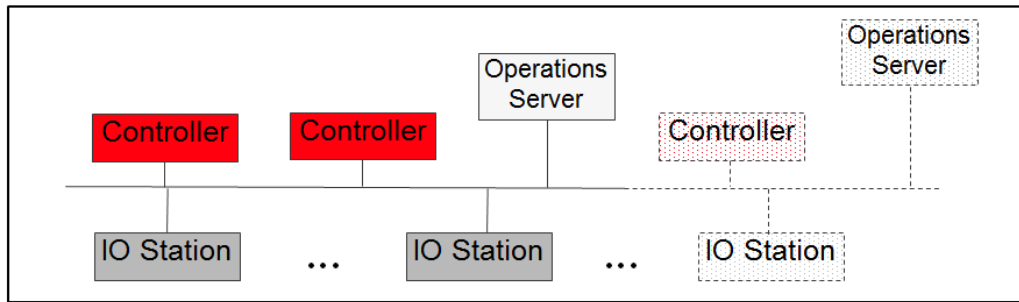 Operations
Server
Operations
Server
Controller
Controller
Controller
IO Station
...
IO Station
...
IO Station